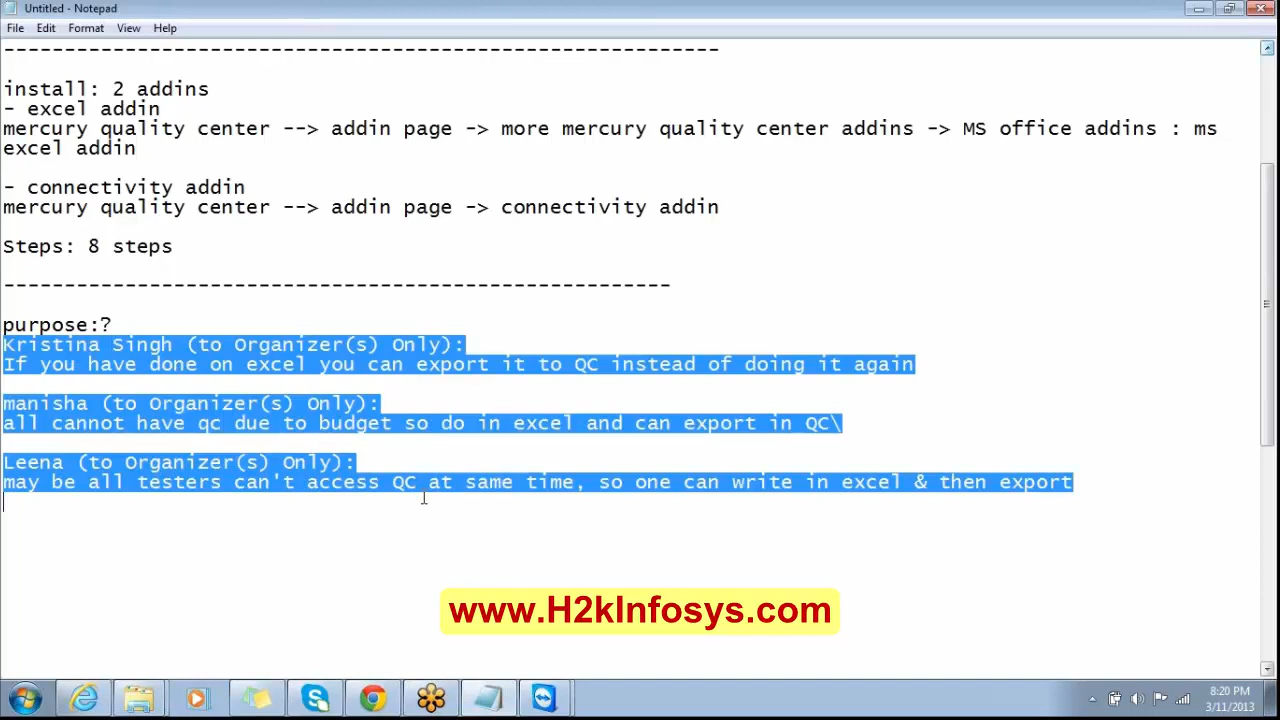 Untitled - Notepad
File Edit Format View Help
-----------------------------------------------------------
install: 2 addins
- excel addin
mercury quality center --> addin page -> more mercury quality center addins -> MS office addins : ms
excel addin
- connectivity addin
mercury quality center --> addin page -> connectivity addin
Steps: 8 steps
-------------------------------------------------------
purpose:?
Kristina Singh (to Organizer(s) Only):
If you have done on excel you can export it to QC instead of doing it again
manisha (to Organizer(s) Only):
all cannot have qc due to budget so do in excel and can export in QC\
Leena (to Organizer(s) Only):
may be all testers can't access QC at same time, so one can write in excel & then export
www.H2kInfosys.com
8:20 PM
3/11/2013